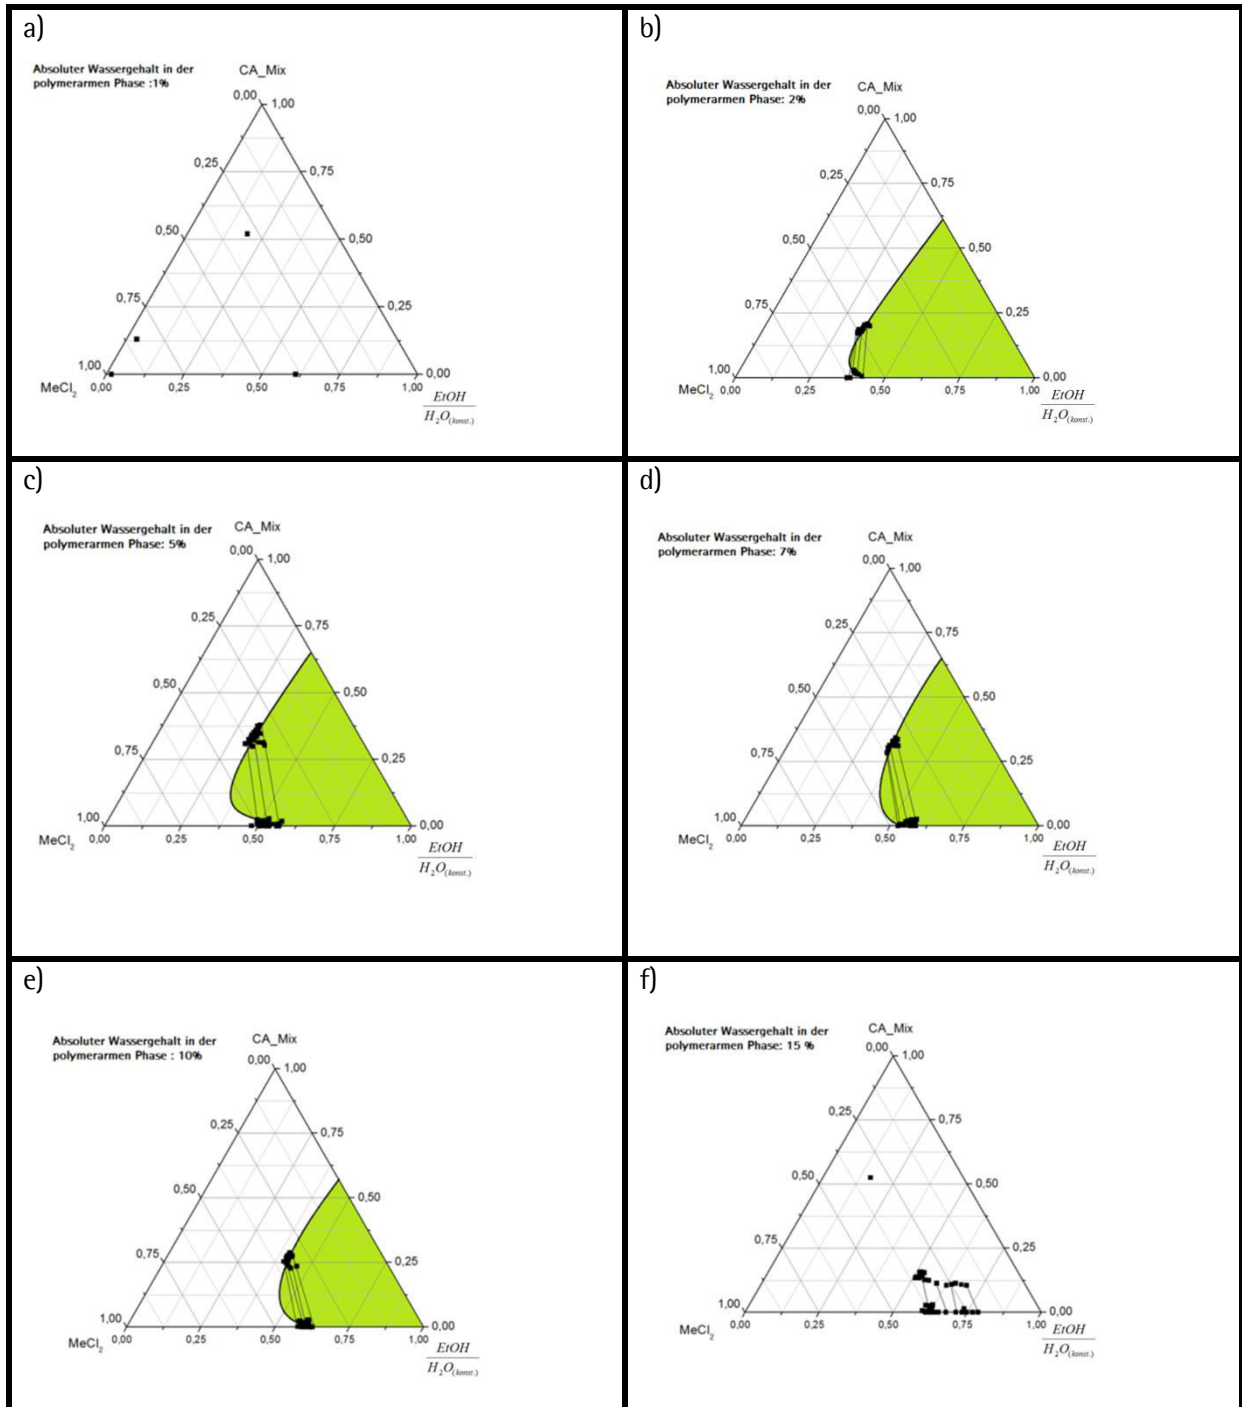 a)
Absoluter Wassergehalt in der
polymerarmen Phase :1%
CA_Mix
0,00
1,00
0,25
0,75
0,50
0,50
0,75
0,25
1,00
0,00
MeCl2
0,00
0,25
0,50
0,75
1,00
EtOH
H2O(konst.)
b)
Absoluter Wassergehalt in der
polymerarmen Phase: 2%
CA_Mix
0,00
1,00
0,25
0,75
0,50
0,50
0,75
0,25
1,00
0,00
MeCl2
0,00
0,25
0,50
0,75
1,00
EtOH
H2O(konst.)
c)
Absoluter Wassergehalt in der
polymerarmen Phase: 5%
CA_Mix
0,00
1,00
0,25
0,75
0,50
0,50
0,75
0,25
1,00
0,00
MeCl2
0,00
0,25
0,50
0,75
1,00
EtOH
H2O(konst.)
d)
Absoluter Wassergehalt in der
polymerarmen Phase: 7%
CA_Mix
0,00
1,00
0,25
0,75
0,50
0,50
0,75
0,25
1,00
0,00
MeCl2
0,00
0,25
0,50
0,75
1,00
EtOH
H2O(konst.)
e)
Absoluter Wassergehalt in der
polymerarmen Phase : 10%
CA_Mix
0,00
1,00
0,25
0,75
0,50
0,50
0,75
0,25
1,00
0,00
MeCl2
0,00
0,25
0,50
0,75
1,00
EtOH
H2O(konst.)
f)
Absoluter Wassergehalt in der
polymerarmen Phase: 15 %
CA_Mix
0,00
1,00
0,25
0,75
0,50
0,50
0,75
0,25
1,00
0,00
MeCl2
0,00
0,25
0,50
0,75
1,00
EtOH
H2O(konst.)